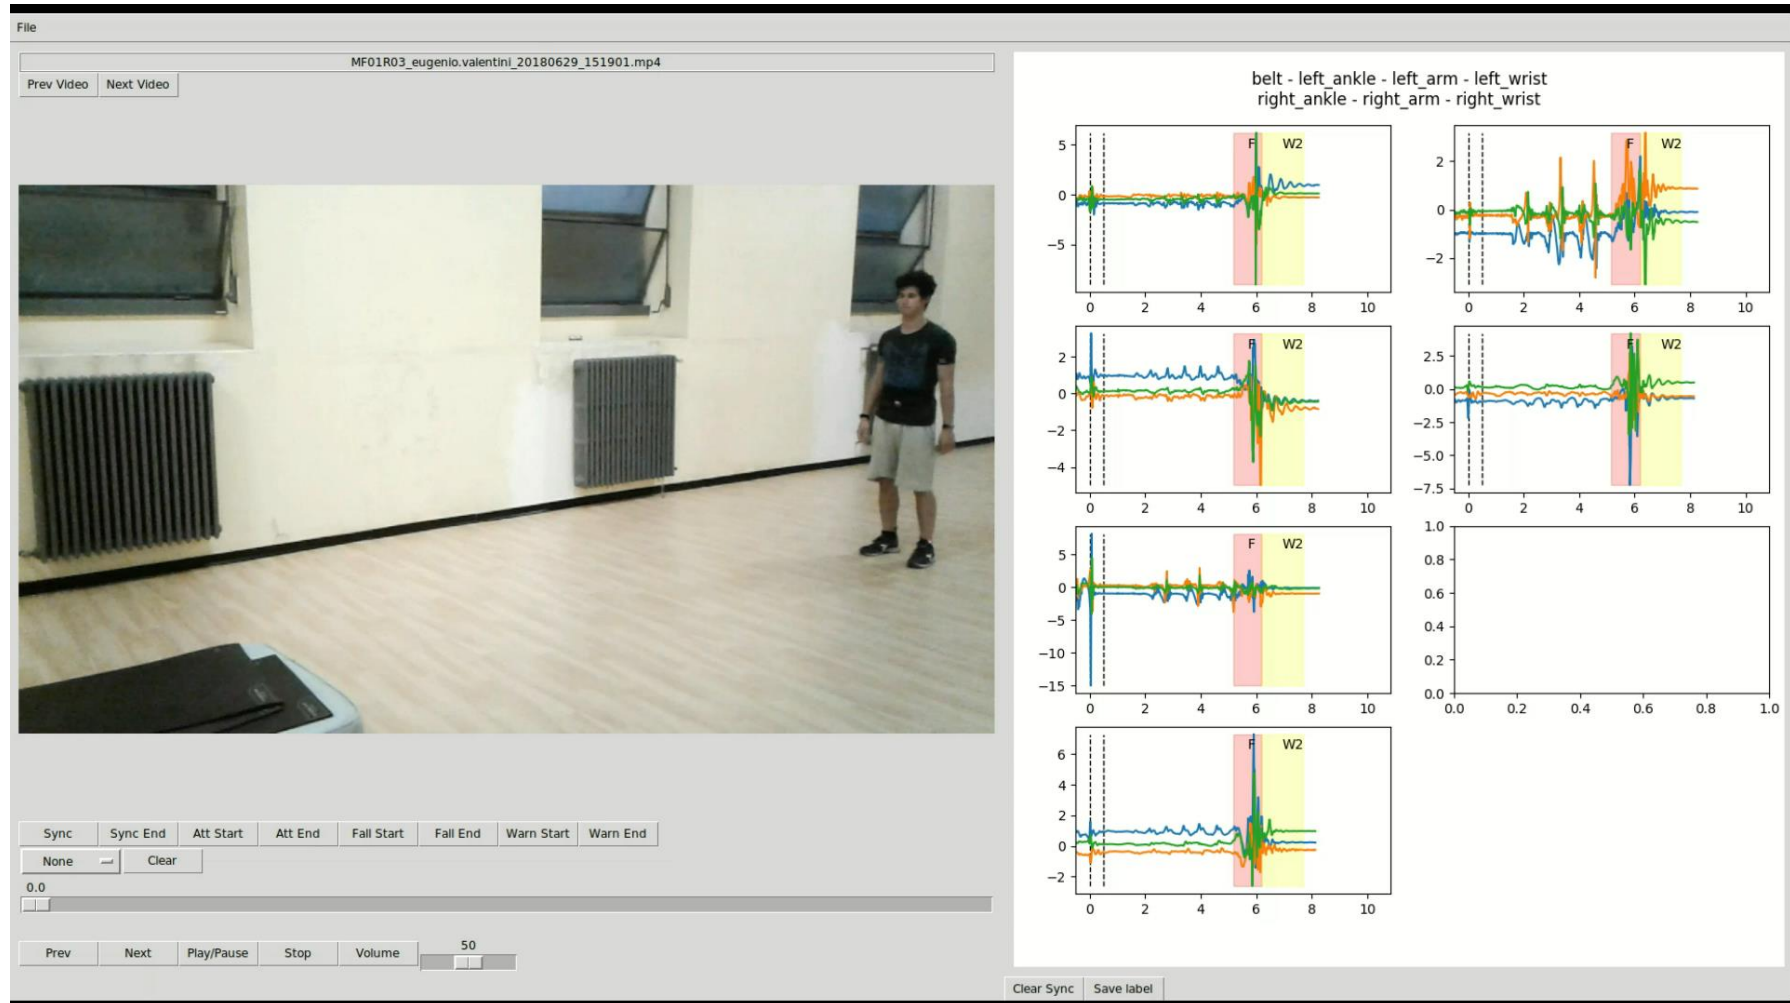 File
MF01R03_eugenio.valentini_20180629_151901.mp4
Prev Video Next Video
Sync Sync End Att Start Att End Fall Start Fall End Warn Start Warn End
None Clear
0.0
Prev Next Play/Pause Stop Volume 50
belt - left_ankle - left_arm - left_wrist
right_ankle - right_arm - right_wrist
F W2
5
0
−5
0 2 4 6 8 10
F W2
2
0
−2
0 2 4 6 8 10
F W2
2
0
−2
−4
0 2 4 6 8 10
F W2
2.5
0.0
−2.5
−5.0
−7.5
0 2 4 6 8 10
F W2
5
0
−5
−10
−15
0 2 4 6 8 10
1.0
0.8
0.6
0.4
0.2
0.0
0.0 0.2 0.4 0.6 0.8 1.0
F W2
6
4
2
0
−2
0 2 4 6 8 10
Clear Sync Save label